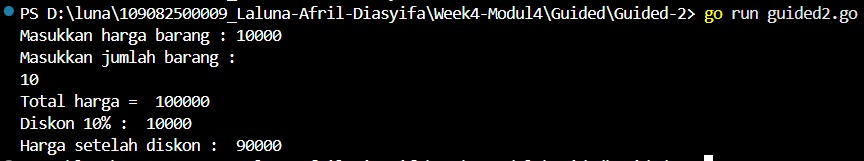 PS D:\luna\109082500009_Laluna-Afril-Diasyifa\Week4-Modul4\Guided\Guided-2> go run guided2.go
Masukkan harga barang : 10000
Masukkan jumlah barang :
10
Total harga =  100000
Diskon 10% :  10000
Harga setelah diskon :  90000